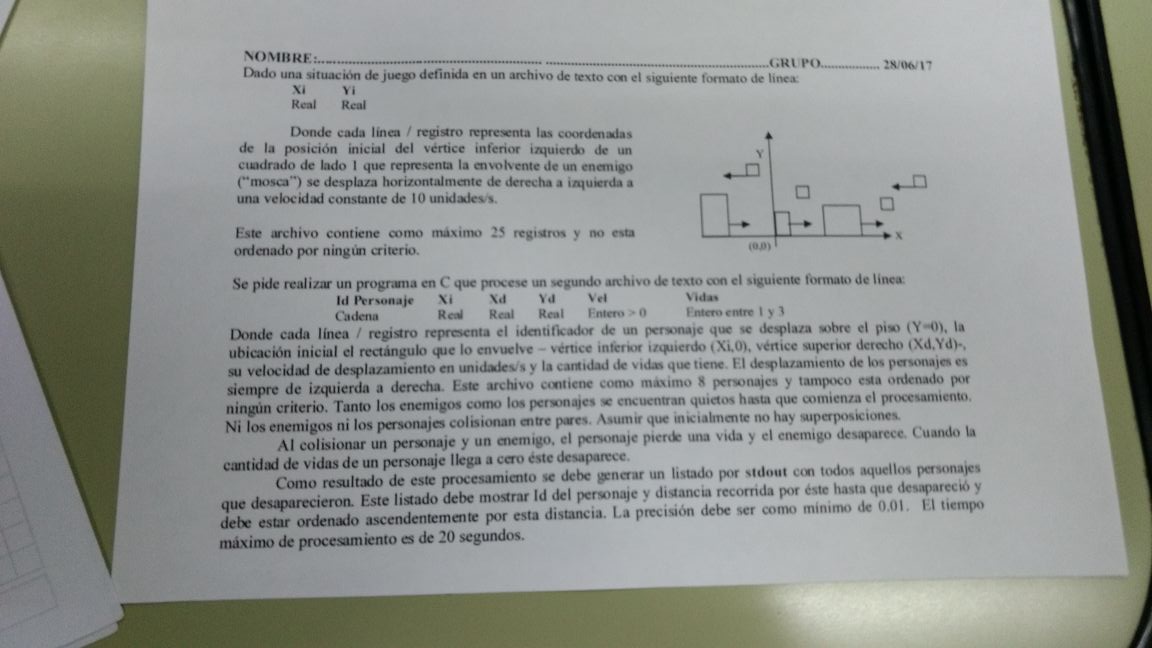 NOMBRE:.................................................. ..................................................GRUPO............... 28/06/17
Dado una situación de juego definida en un archivo de texto con el siguiente formato de línea:
Xi Yi
Real Real
Donde cada línea / registro representa las coordenadas
de la posición inicial del vértice inferior izquierdo de un
cuadrado de lado 1 que representa la envolvente de un enemigo
("mosca") se desplaza horizontalmente de derecha a izquierda a
una velocidad constante de 10 unidades/s.
Y
X
(0,0)
Este archivo contiene como máximo 25 registros y no esta
ordenado por ningún criterio.
Se pide realizar un programa en C que procese un segundo archivo de texto con el siguiente formato de línea:
Id Personaje Xi Xd Yd Vel Vidas
Cadena Real Real Real Entero > 0 Entero entre 1 y 3
Donde cada línea / registro representa el identificador de un personaje que se desplaza sobre el piso (Y=0), la
ubicación inicial el rectángulo que lo envuelve – vértice inferior izquierdo (Xi,0), vértice superior derecho (Xd,Yd)-,
su velocidad de desplazamiento en unidades/s y la cantidad de vidas que tiene. El desplazamiento de los personajes es
siempre de izquierda a derecha. Este archivo contiene como máximo 8 personajes y tampoco esta ordenado por
ningún criterio. Tanto los enemigos como los personajes se encuentran quietos hasta que comienza el procesamiento.
Ni los enemigos ni los personajes colisionan entre pares. Asumir que inicialmente no hay superposiciones.
Al colisionar un personaje y un enemigo, el personaje pierde una vida y el enemigo desaparece. Cuando la
cantidad de vidas de un personaje llega a cero éste desaparece.
Como resultado de este procesamiento se debe generar un listado por stdout con todos aquellos personajes
que desaparecieron. Este listado debe mostrar Id del personaje y distancia recorrida por éste hasta que desapareció y
debe estar ordenado ascendentemente por esta distancia. La precisión debe ser como mínimo de 0.01. El tiempo
máximo de procesamiento es de 20 segundos.